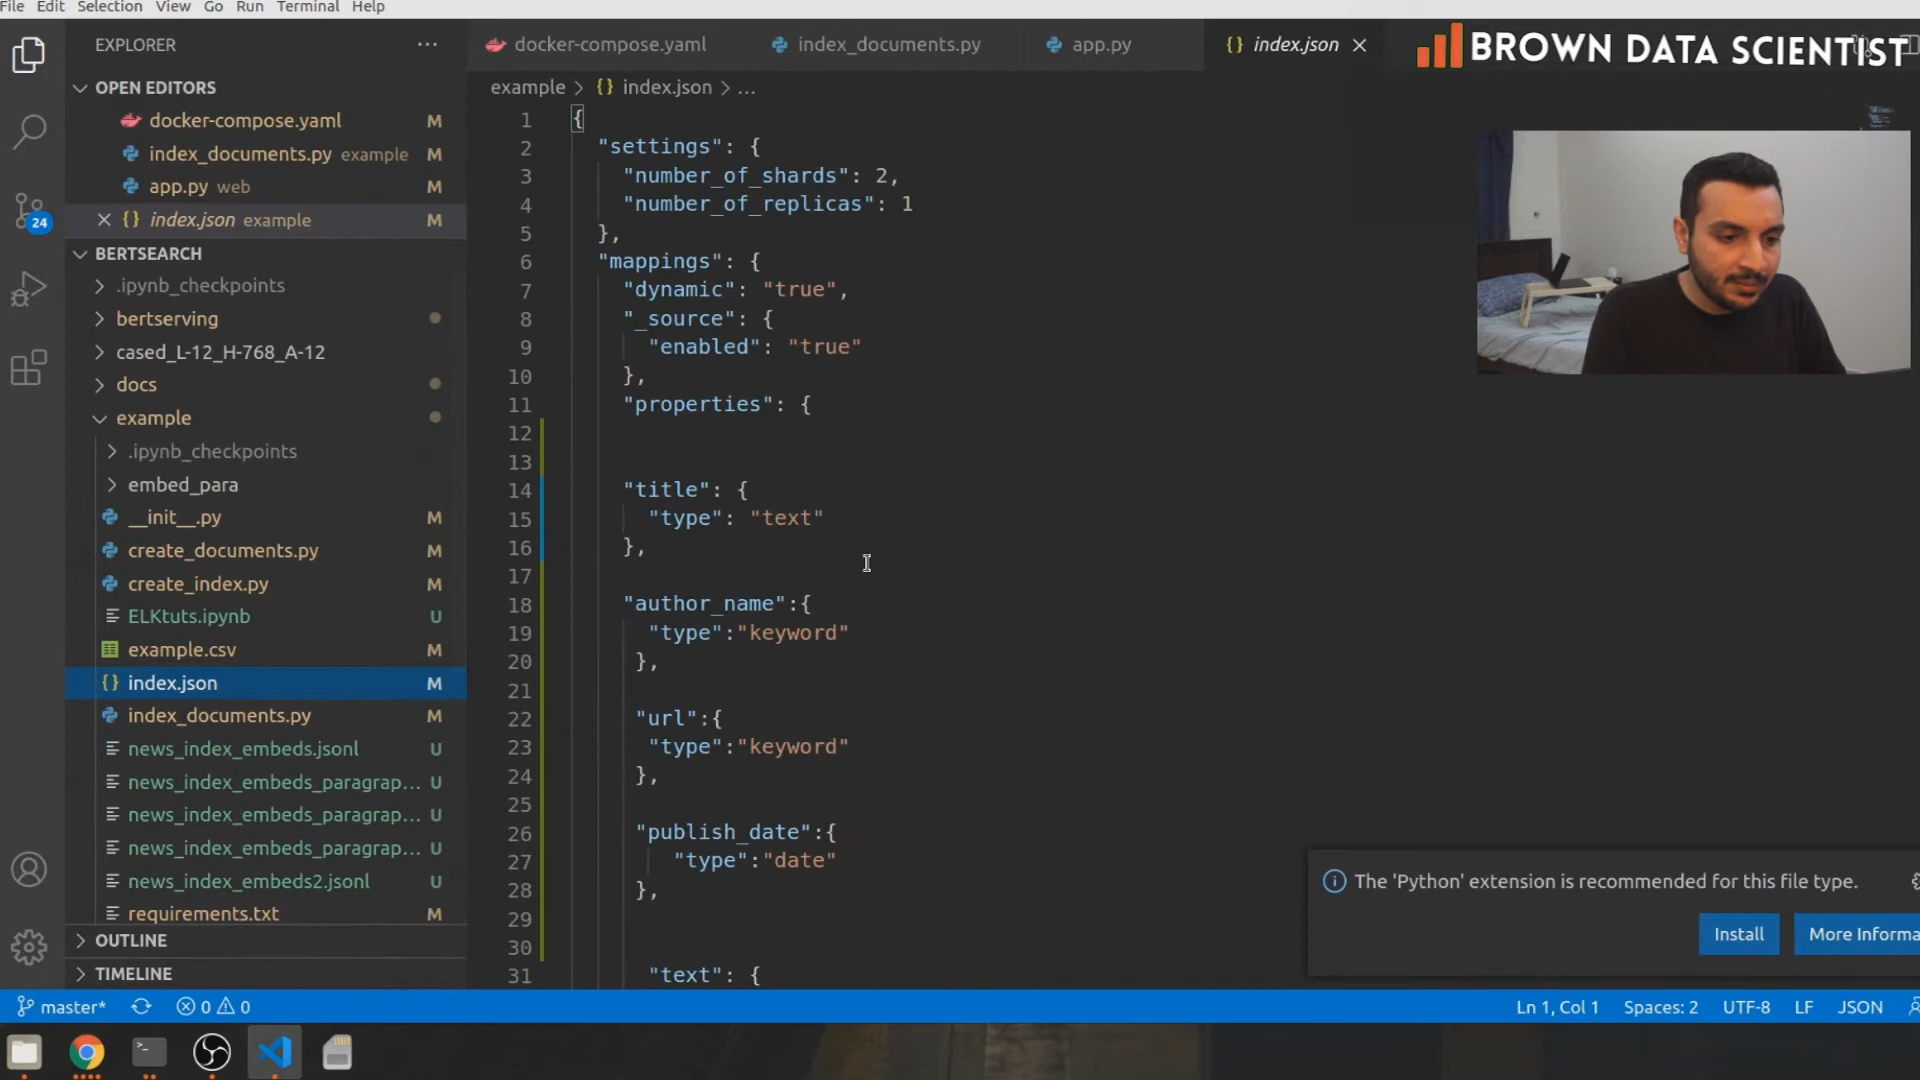 File Edit Selection View Go Run Terminal Help
EXPLORER
docker-compose.yaml
index_documents.py
app.py
index.json
BROWN DATA SCIENTIST
OPEN EDITORS
docker-compose.yaml M
index_documents.py example M
app.py web M
index.json example M
BERTSEARCH
.ipynb_checkpoints
bertserving
cased_L-12_H-768_A-12
docs
example
.ipynb_checkpoints
embed_para
__init__.py M
create_documents.py M
create_index.py M
ELKtuts.ipynb U
example.csv M
index.json M
index_documents.py M
news_index_embeds.jsonl U
news_index_embeds_paragrap... U
news_index_embeds_paragrap... U
news_index_embeds_paragrap... U
news_index_embeds2.jsonl U
requirements.txt M
OUTLINE
TIMELINE
24
example > {} index.json > ...
1 {
2 "settings": {
3 "number_of_shards": 2,
4 "number_of_replicas": 1
5 },
6 "mappings": {
7 "dynamic": "true",
8 "_source": {
9 "enabled": "true"
10 },
11 "properties": {
12
13
14 "title": {
15 "type": "text"
16 },
17
18 "author_name":{
19 "type":"keyword"
20 },
21
22 "url":{
23 "type":"keyword"
24 },
25
26 "publish_date":{
27 "type":"date"
28 },
29
30
31 "text": {
The 'Python' extension is recommended for this file type.
Install
More Informa
master* 0 0
Ln 1, Col 1 Spaces: 2 UTF-8 LF JSON